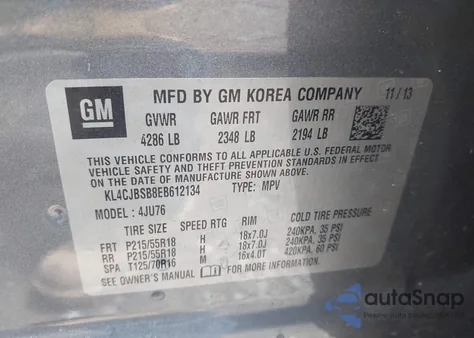 GM
MFD BY GM KOREA COMPANY 11/13
GVWR GAWR FRT GAWR RR
4286 LB 2348 LB 2194 LB
THIS VEHICLE CONFORMS TO ALL APPLICABLE U.S. FEDERAL MOTOR
VEHICLE SAFETY AND THEFT PREVENTION STANDARDS IN EFFECT
ON THE DATE OF MANUFACTURE SHOWN ABOVE.
KL4CJBSB8EB612134 TYPE: MPV
MODEL: 4JU76
TIRE SIZE SPEED RTG RIM COLD TIRE PRESSURE
FRT P215/55R18 H 18x7.0J 240KPA, 35 PSI
RR P215/55R18 H 18x7.0J 240KPA, 35 PSI
SPA T125/70R16 M 16x4.0T 420KPA, 60 PSI
SEE OWNER'S MANUAL FOR ADDITIONAL INFORMATION
autoSnap